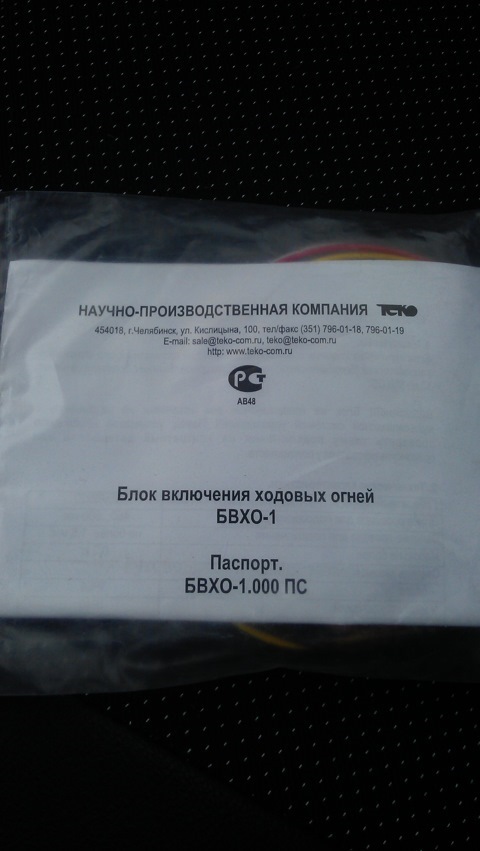 НАУЧНО-ПРОИЗВОДСТВЕННАЯ КОМПАНИЯ ТЕКО
454018, г.Челябинск, ул. Кислицына, 100, тел/факс (351) 796-01-18, 796-01-19
E-mail: sale@teko-com.ru, teko@teko-com.ru
http: www.teko-com.ru
РСТ
АВ48
Блок включения ходовых огней
БВХО-1
Паспорт.
БВХО-1.000 ПС